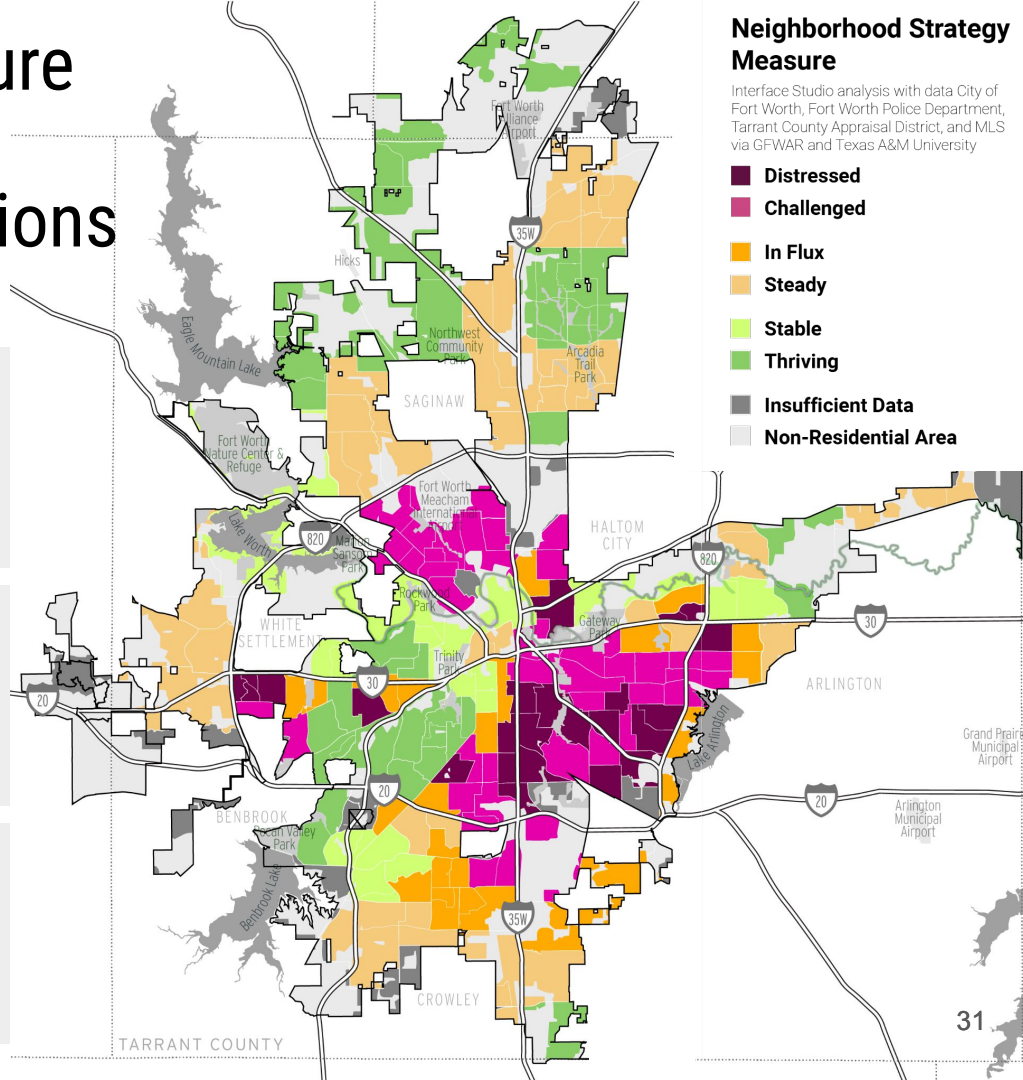 ure
ions
Neighborhood Strategy
Measure
Interface Studio analysis with data City of
Fort Worth, Fort Worth Police Department,
Tarrant County Appraisal District, and MLS
via GFWAR and Texas A&M University
Distressed
Challenged
In Flux
Steady
Stable
Thriving
Insufficient Data
Non-Residential Area
Fort Worth
Alliance
Airport
35W
Hicks
Eagle Mountain Lake
Northwest
Community
Park
Arcadia
Trail
Park
SAGINAW
Fort Worth
Nature Center &
Refuge
Fort Worth
Meacham
International
Airport
Lake Worth
820
Marion
Sansom
Park
HALTOM
CITY
820
Rockwood
Park
Gateway
Park
30
WHITE
SETTLEMENT
Trinity
Park
30
20
ARLINGTON
Lake Arlington
Grand Prairi
Municipal
Airport
20
20
Arlington
Municipal
Airport
BENBROOK
Pecan Valley
Park
Benbrook Lake
35W
CROWLEY
31
TARRANT COUNTY